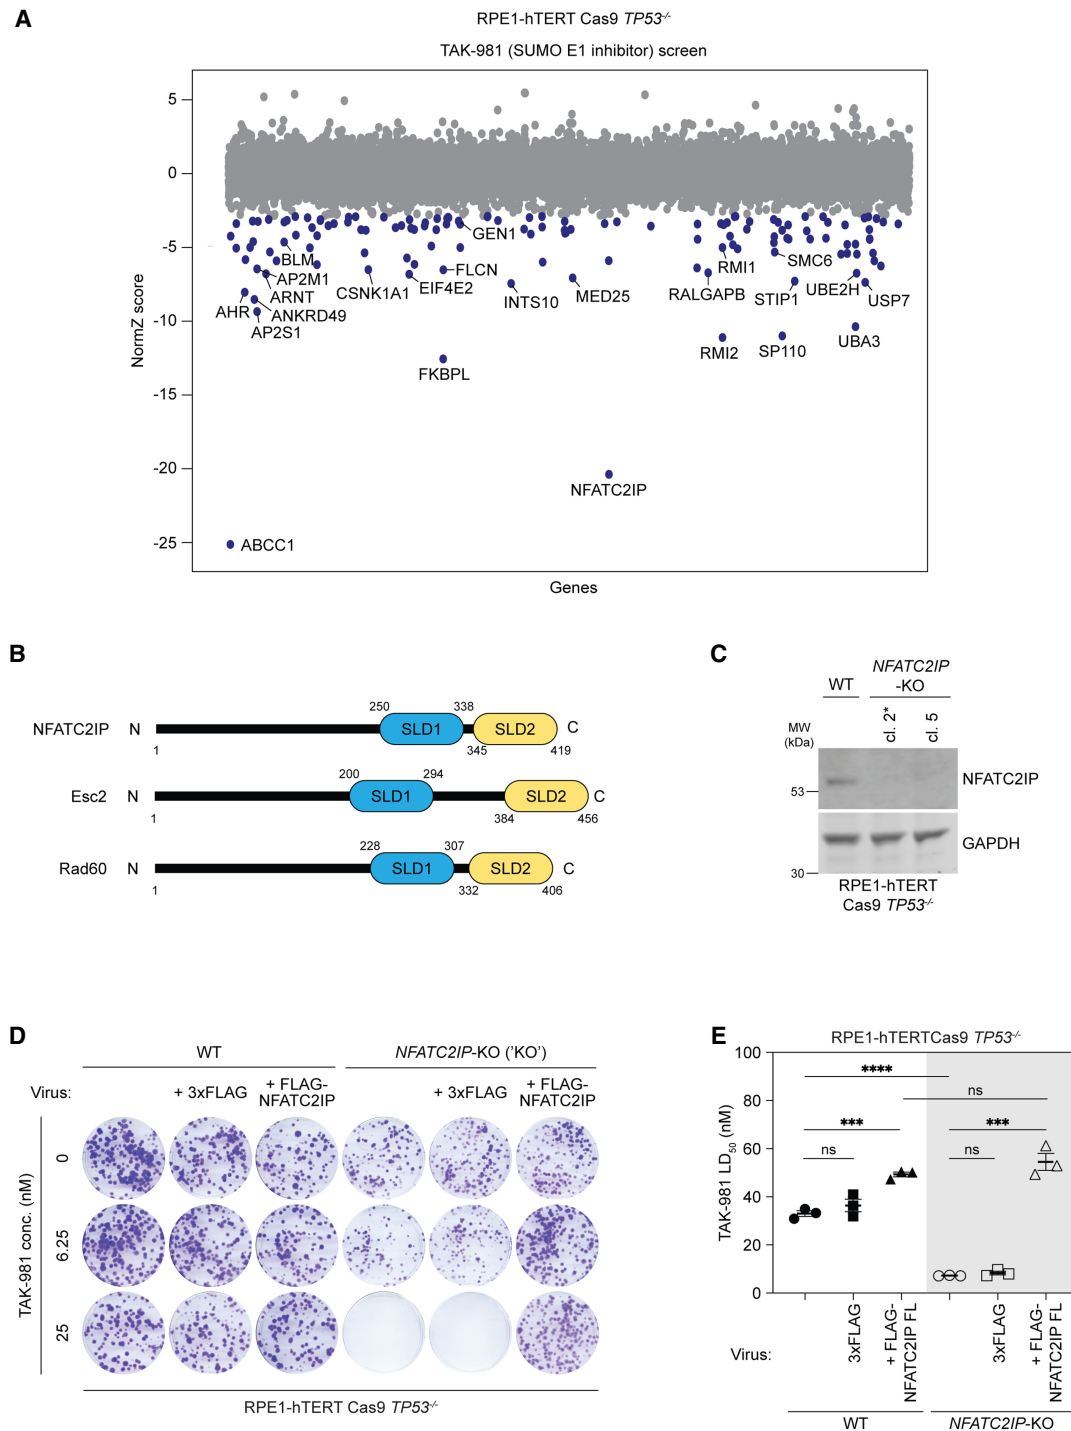 A
RPE1-hTERT Cas9 TP53-/-
TAK-981 (SUMO E1 inhibitor) screen
NormZ score
5
0
-5
-10
-15
-20
-25
GEN1
BLM
AP2M1
ARNT
AHR
ANKRD49
AP2S1
CSNK1A1
FLCN
EIF4E2
INTS10
MED25
FKBPL
RMI1
RALGAPB
SMC6
STIP1
UBE2H
USP7
RMI2
SP110
UBA3
NFATC2IP
ABCC1
Genes
B
NFATC2IP N 1 250 SLD1 338 345 SLD2 419 C
Esc2 N 1 200 SLD1 294 384 SLD2 456 C
Rad60 N 1 228 SLD1 307 332 SLD2 406 C
C
NFATC2IP
-KO
WT
cl. 2*
cl. 5
MW
(kDa)
53
NFATC2IP
GAPDH
30
RPE1-hTERT
Cas9 TP53-/-
D
WT
NFATC2IP-KO ('KO')
Virus:
+ 3xFLAG
+ FLAG-
NFATC2IP
+ 3xFLAG
+ FLAG-
NFATC2IP
TAK-981 conc. (nM)
0
6.25
25
RPE1-hTERT Cas9 TP53-/-
E
RPE1-hTERTCas9 TP53-/-
TAK-981 LD50 (nM)
100
80
60
40
20
0
****
ns
***
***
ns
ns
Virus:
3xFLAG
+ FLAG-
NFATC2IP FL
3xFLAG
+ FLAG-
NFATC2IP FL
WT
NFATC2IP-KO